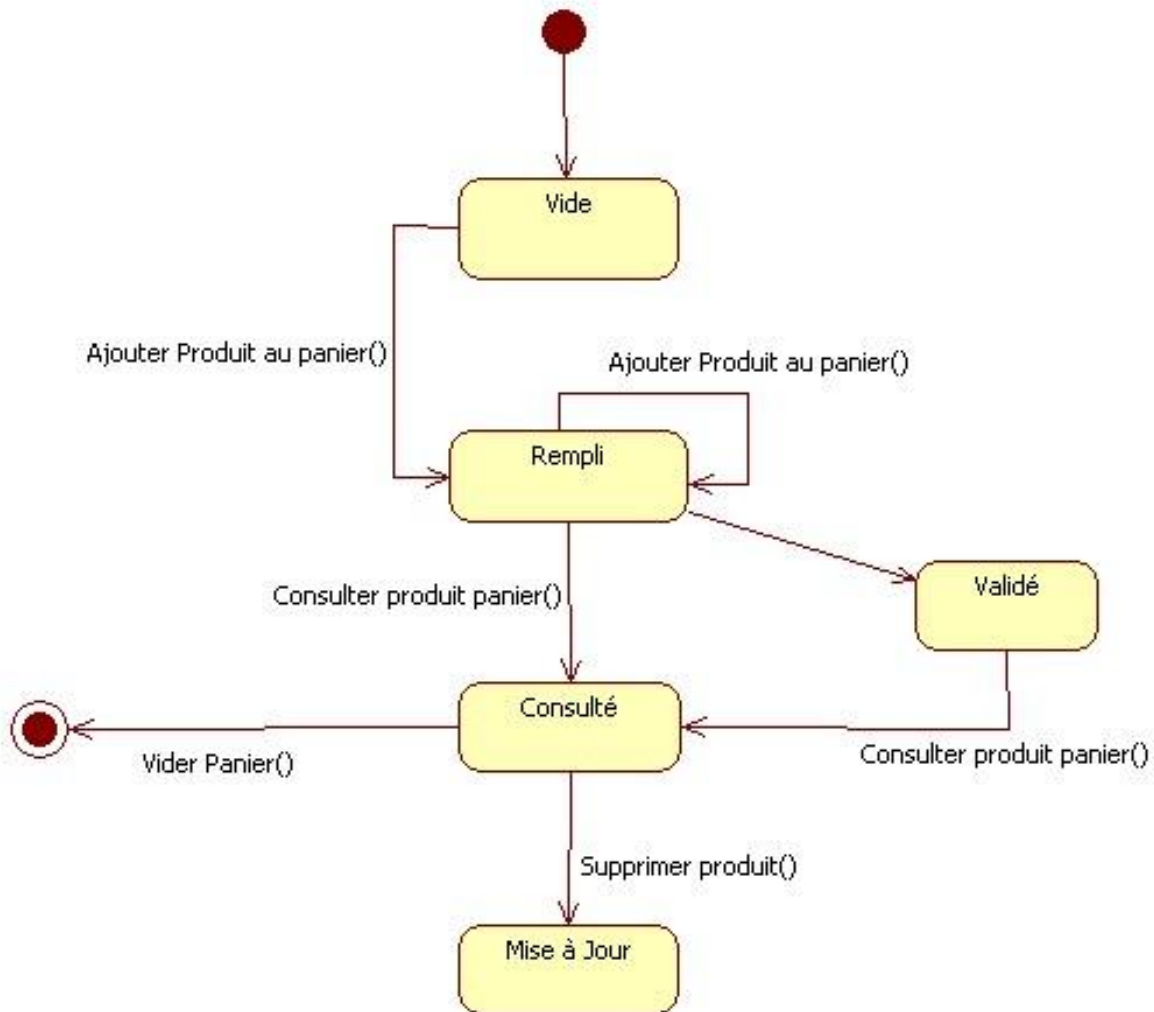 Vide
Ajouter Produit au panier()
Ajouter Produit au panier()
Rempli
Consulter produit panier()
Validé
Consulté
Vider Panier()
Consulter produit panier()
Supprimer produit()
Mise à Jour